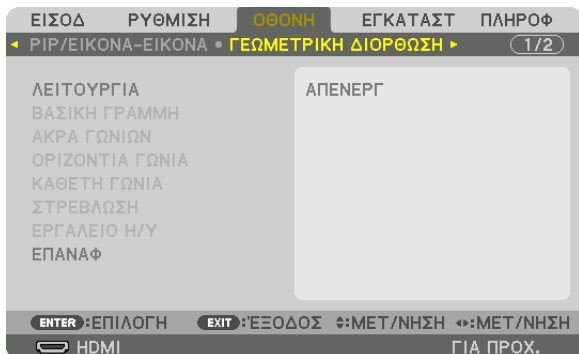 ΕΙΣΟΔ ΡΥΘΜΙΣΗ ΟΘΟΝΗ ΕΓΚΑΤΑΣΤ ΠΛΗΡΟΦ
PIP/ΕΙΚΟΝΑ-ΕΙΚΟΝΑ ΓΕΩΜΕΤΡΙΚΗ ΔΙΟΡΘΩΣΗ 1/2
ΛΕΙΤΟΥΡΓΙΑ ΑΠΕΝΕΡΓ
ΒΑΣΙΚΗ ΓΡΑΜΜΗ
ΑΚΡΑ ΓΩΝΙΩΝ
ΟΡΙΖΟΝΤΙΑ ΓΩΝΙΑ
ΚΑΘΕΤΗ ΓΩΝΙΑ
ΣΤΡΕΒΛΩΣΗ
ΕΡΓΑΛΕΙΟ Η/Υ
ΕΠΑΝΑΦ
ENTER:ΕΠΙΛΟΓΗ EXIT:ΈΞΟΔΟΣ :ΜΕΤ/ΝΗΣΗ :ΜΕΤ/ΝΗΣΗ
HDMI ΓΙΑ ΠΡΟΧ.